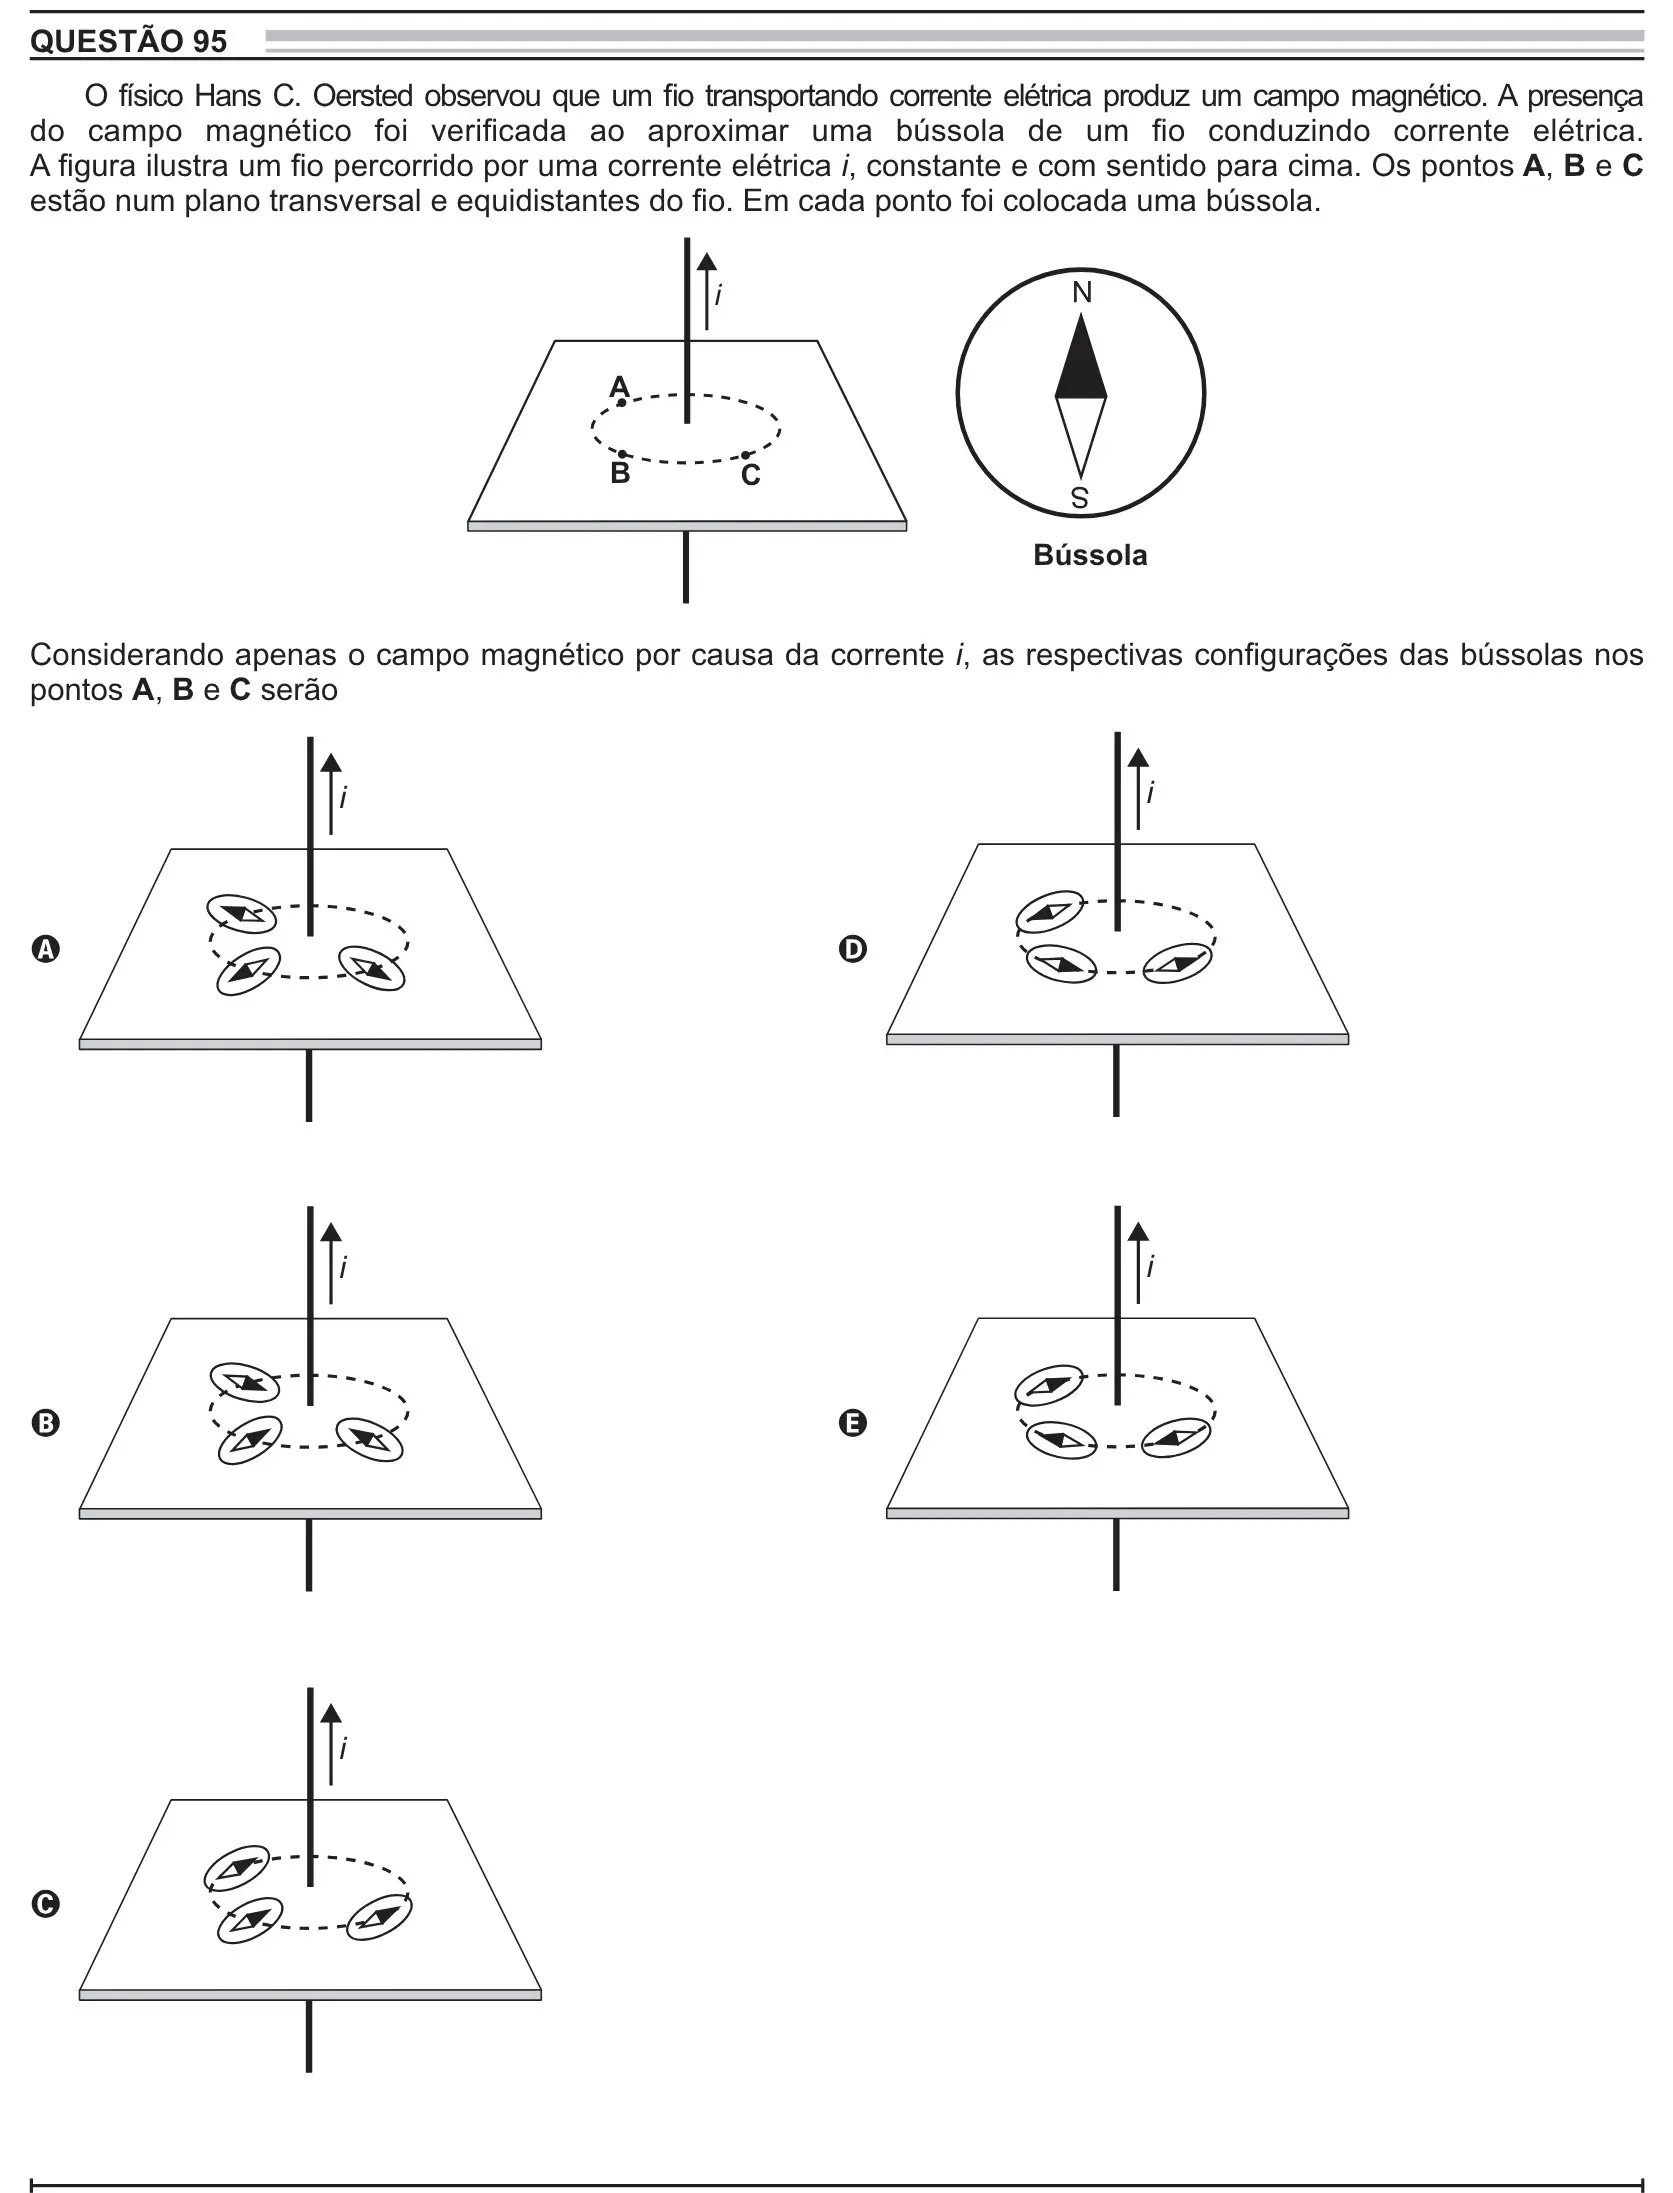 QUESTÃO 95
O físico Hans C. Oersted observou que um fio transportando corrente elétrica produz um campo magnético. A presença
do campo magnético foi verificada ao aproximar uma bússola de um fio conduzindo corrente elétrica.
A figura ilustra um fio percorrido por uma corrente elétrica i, constante e com sentido para cima. Os pontos A, B e C
estão num plano transversal e equidistantes do fio. Em cada ponto foi colocada uma bússola.
i
A
B
C
N
S
Bússola
Considerando apenas o campo magnético por causa da corrente i, as respectivas configurações das bússolas nos
pontos A, B e C serão
A
i
D
i
B
i
E
i
C
i